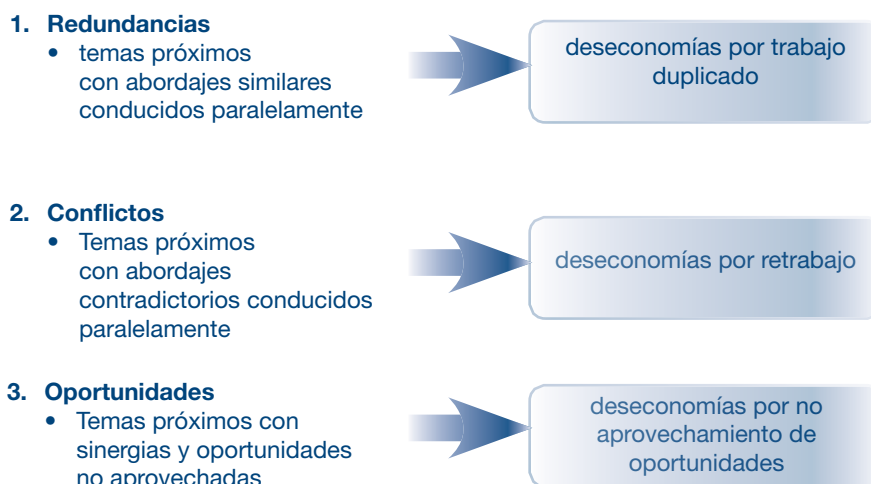 1. Redundancias
• temas próximos
con abordajes similares
conducidos paralelamente
deseconomías por trabajo
duplicado
2. Conflictos
• Temas próximos
con abordajes
contradictorios conducidos
paralelamente
deseconomías por retrabajo
3. Oportunidades
• Temas próximos con
sinergias y oportunidades
no aprovechadas
deseconomías por no
aprovechamiento de
oportunidades